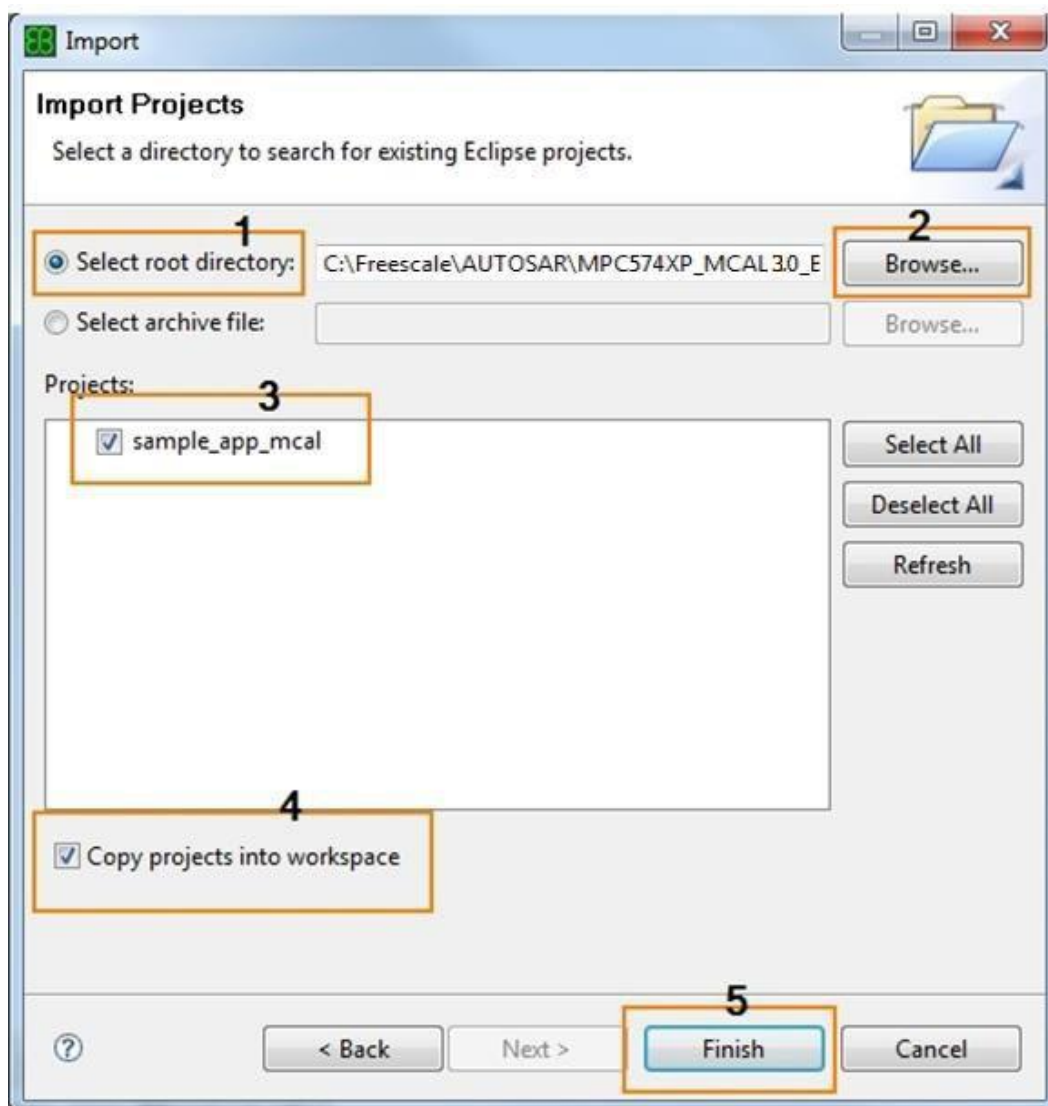 Import
Import Projects
Select a directory to search for existing Eclipse projects.
1
2
Select root directory: C:\Freescale\AUTOSAR\MPC574XP_MCAL3.0_E Browse...
Select archive file: Browse...
Projects:
3
sample_app_mcal
Select All
Deselect All
Refresh
4
Copy projects into workspace
5
< Back Next > Finish Cancel